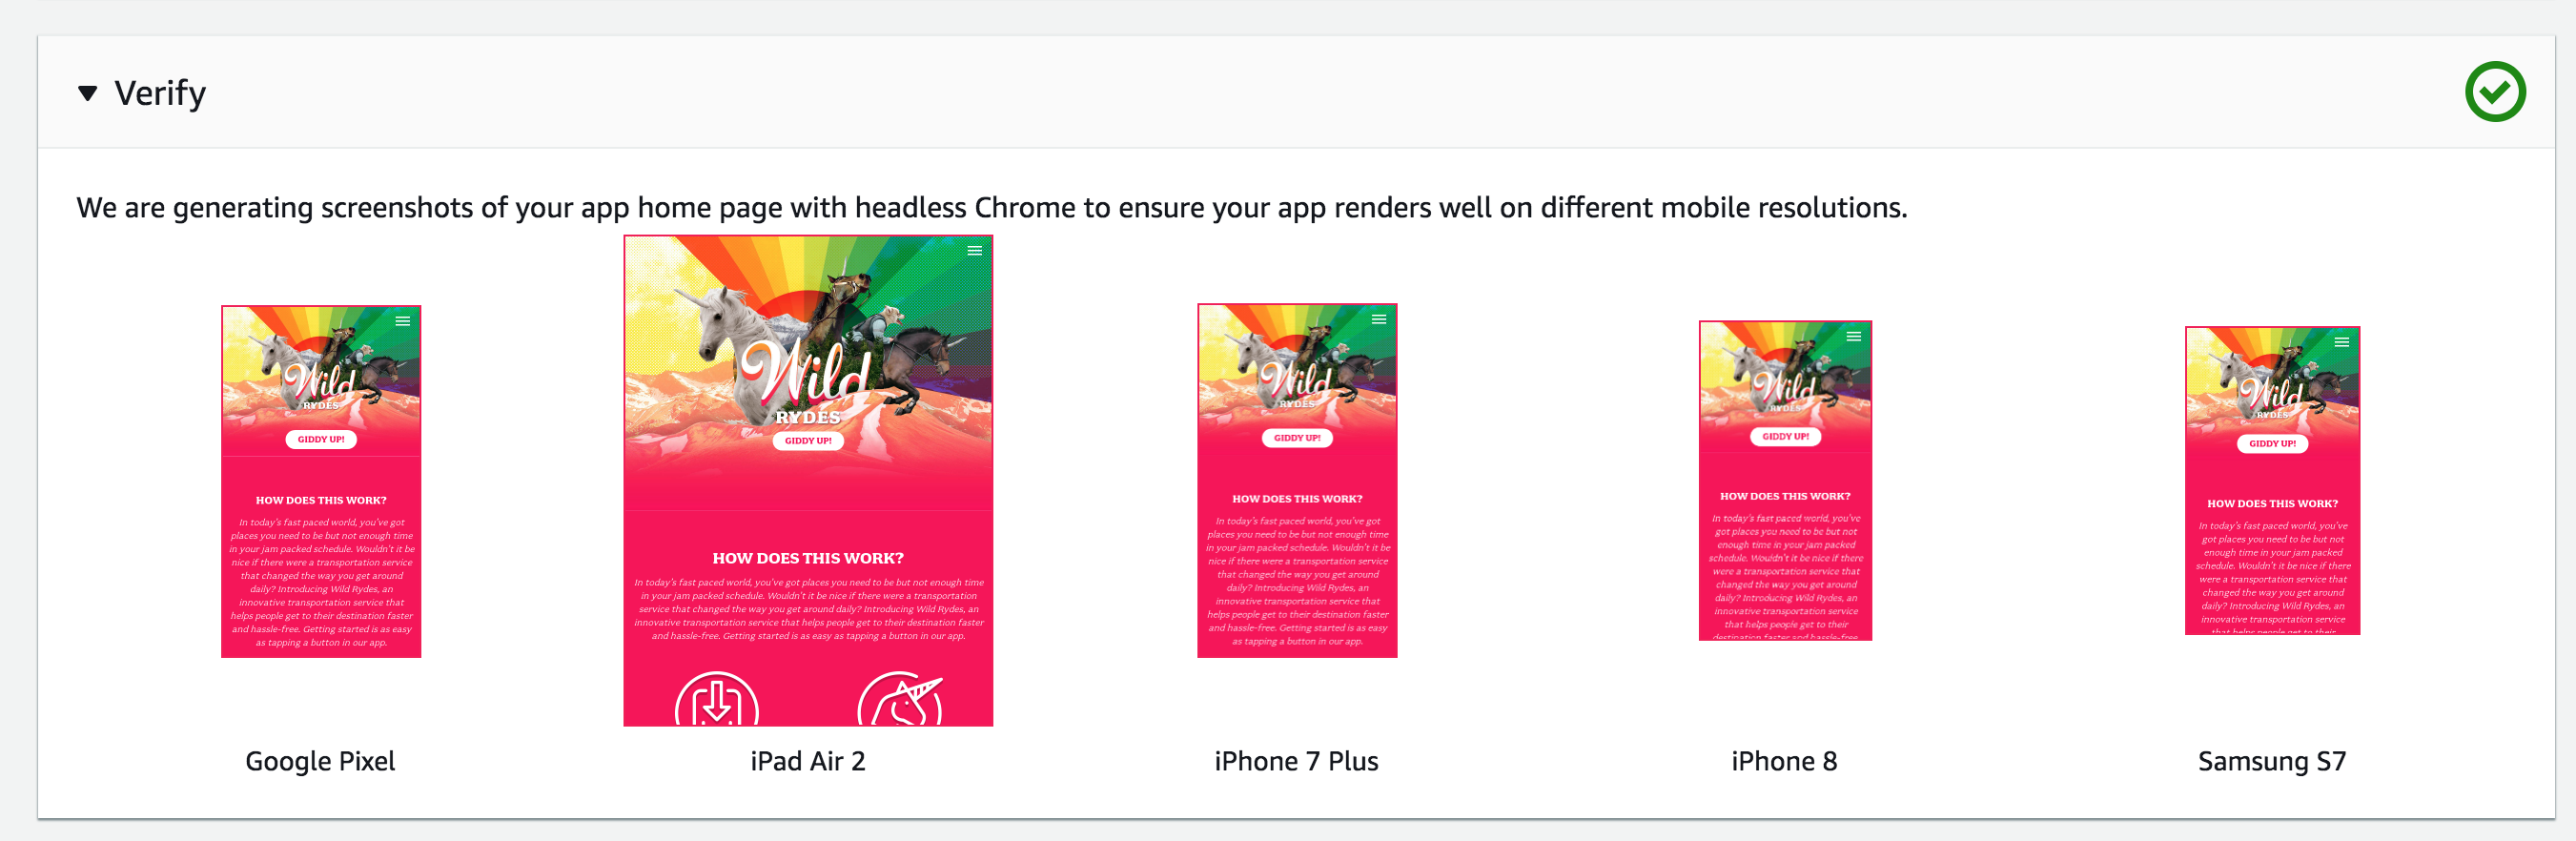 Verify
We are generating screenshots of your app home page with headless Chrome to ensure your app renders well on different mobile resolutions.
Wild
RYDES
GIDDY UP!
HOW DOES THIS WORK?
In today's fast paced world, you've got
places you need to be but not enough time
in your jam packed schedule. Wouldn't it be
nice if there were a transportation service
that changed the way you get around
daily? Introducing Wild Rydes, an
innovative transportation service that
helps people get to their destination faster
and hassle-free. Getting started is as easy
as tapping a button in our app.
Google Pixel
Wild
RYDES
GIDDY UP!
HOW DOES THIS WORK?
In today's fast paced world, you've got places you need to be but not enough time
in your jam packed schedule. Wouldn't it be nice if there were a transportation
service that changed the way you get around daily? Introducing Wild Rydes, an
innovative transportation service that helps people get to their destination faster
and hassle-free. Getting started is as easy as tapping a button in our app.
iPad Air 2
Wild
RYDES
GIDDY UP!
HOW DOES THIS WORK?
In today's fast paced world, you've got
places you need to be but not enough time
in your jam packed schedule. Wouldn't it be
nice if there were a transportation service
that changed the way you get around
daily? Introducing Wild Rydes, an
innovative transportation service that
helps people get to their destination faster
and hassle-free. Getting started is as easy
as tapping a button in our app.
iPhone 7 Plus
Wild
RYDES
GIDDY UP!
HOW DOES THIS WORK?
In today's fast paced world, you've
got places you need to be but not
enough time in your jam packed
schedule. Wouldn't it be nice if there
were a transportation service that
changed the way you get around
daily? Introducing Wild Rydes, an
innovative transportation service
that helps people get to their
destination faster and hassle-free.
iPhone 8
Wild
RYDES
GIDDY UP!
HOW DOES THIS WORK?
In today's fast paced world, you've
got places you need to be but not
enough time in your jam packed
schedule. Wouldn't it be nice if there
were a transportation service that
changed the way you get around
daily? Introducing Wild Rydes, an
innovative transportation service
that helps people get to their
Samsung S7